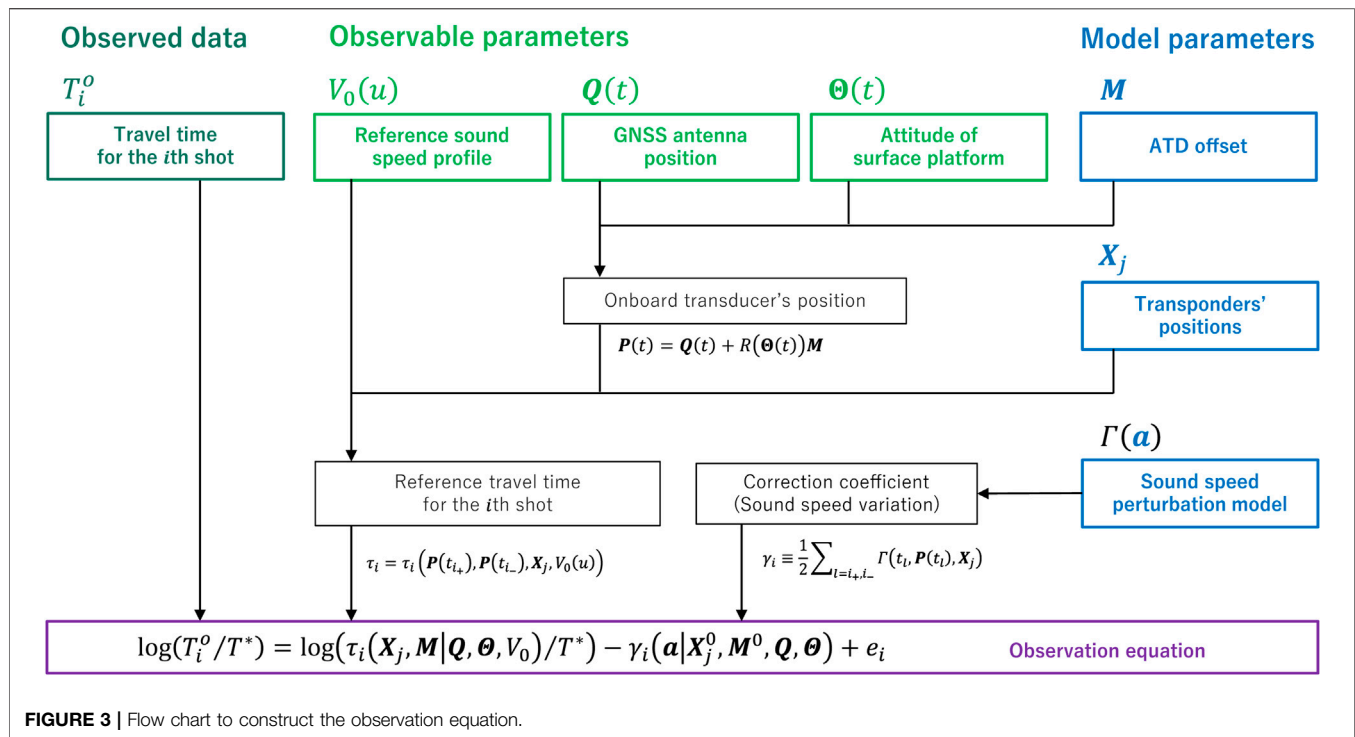 Observed data
Observable parameters
Model parameters
T_i^o
V_0(u)
Q(t)
Θ(t)
M
Travel time
for the ith shot
Reference sound
speed profile
GNSS antenna
position
Attitude of
surface platform
ATD offset
X_j
Onboard transducer's position
Transponders'
positions
P(t) = Q(t) + R(Θ(t))M
Γ(a)
Reference travel time
for the ith shot
Correction coefficient
(Sound speed variation)
Sound speed
perturbation model
τ_i = τ_i(P(t_{i_+}), P(t_{i_-}), X_j, V_0(u))
γ_i ≡ 1/2 ∑_{l=i_+,i_-} Γ(t_l, P(t_l), X_j)
log(T_i^o/T*) = log(τ_i(X_j, M|Q, Θ, V_0)/T*) − γ_i(a|X_j^0, M^0, Q, Θ) + e_i Observation equation
FIGURE 3 | Flow chart to construct the observation equation.